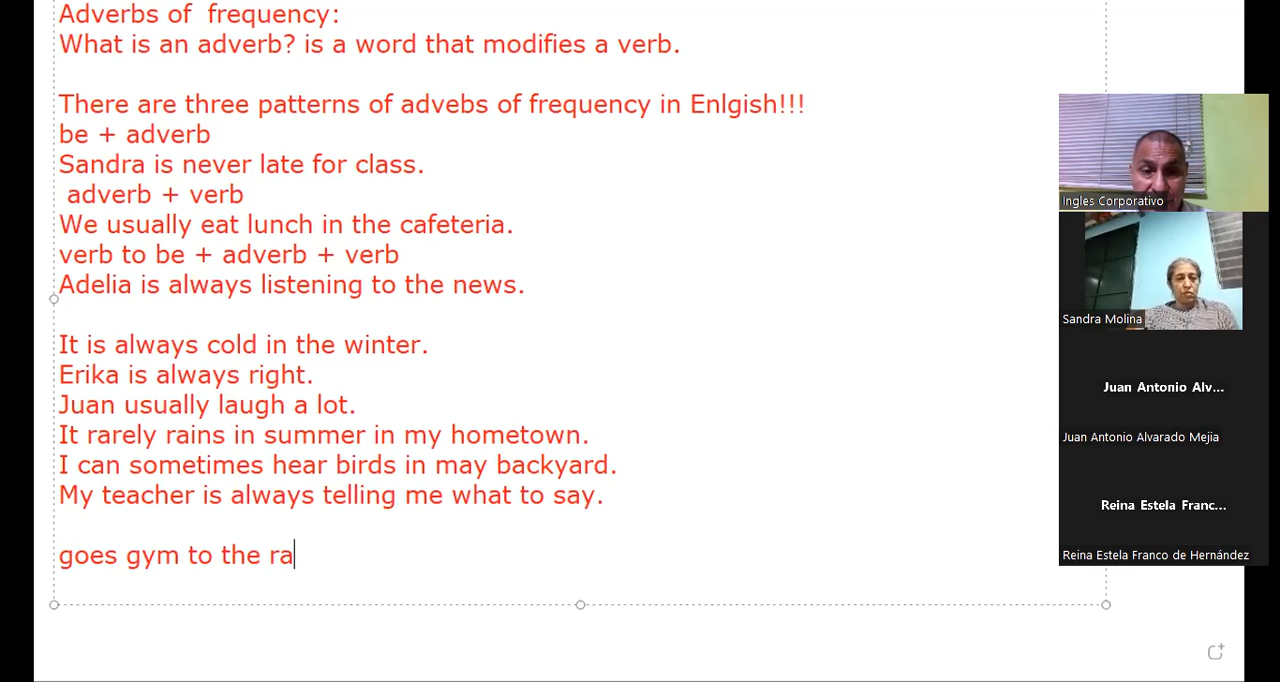 Adverbs of frequency:
What is an adverb? is a word that modifies a verb.
There are three patterns of advebs of frequency in Enlgish!!!
be + adverb
Sandra is never late for class.
adverb + verb
We usually eat lunch in the cafeteria.
verb to be + adverb + verb
Adelia is always listening to the news.
It is always cold in the winter.
Erika is always right.
Juan usually laugh a lot.
It rarely rains in summer in my hometown.
I can sometimes hear birds in may backyard.
My teacher is always telling me what to say.
goes gym to the ra
Ingles Corporativo
Sandra Molina
Juan Antonio Alv...
Juan Antonio Alvarado Mejia
Reina Estela Franc...
Reina Estela Franco de Hernández